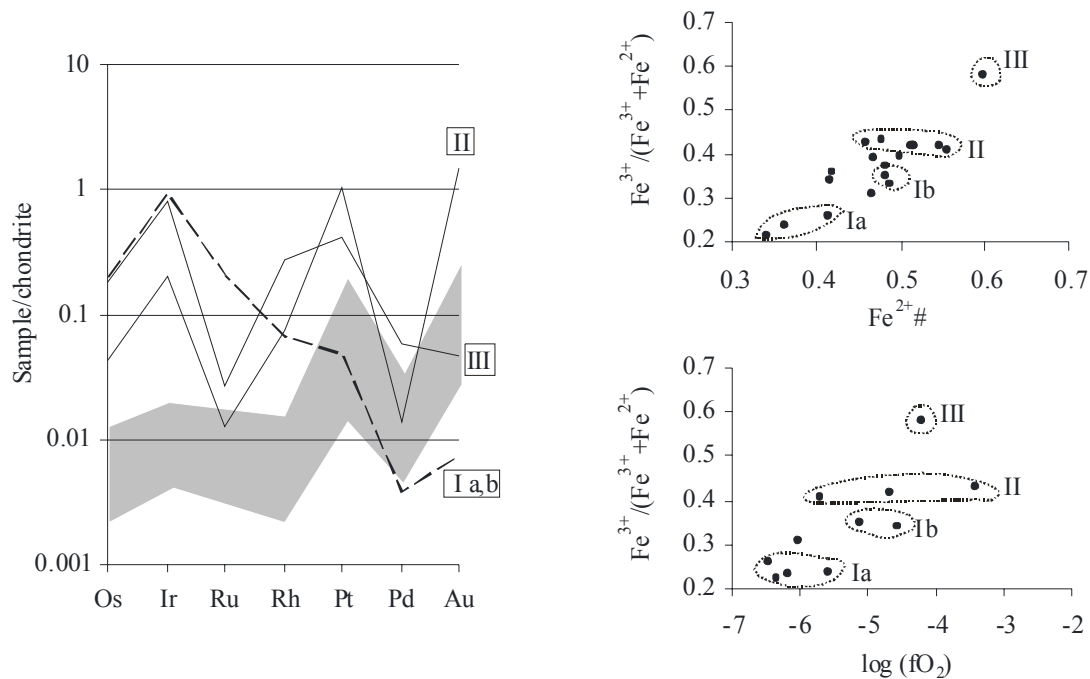 10
1
0.1
0.01
0.001
Sample/chondrite
II
III
I a,b
Os Ir Ru Rh Pt Pd Au
0.7
0.6
0.5
0.4
0.3
0.2
Fe3+/(Fe3+ +Fe2+)
III
II
Ib
Ia
0.3 0.4 0.5 0.6 0.7
Fe2+#
0.7
0.6
0.5
0.4
0.3
0.2
Fe3+/(Fe3+ +Fe2+)
III
II
Ib
Ia
-7 -6 -5 -4 -3 -2
log (fO2)